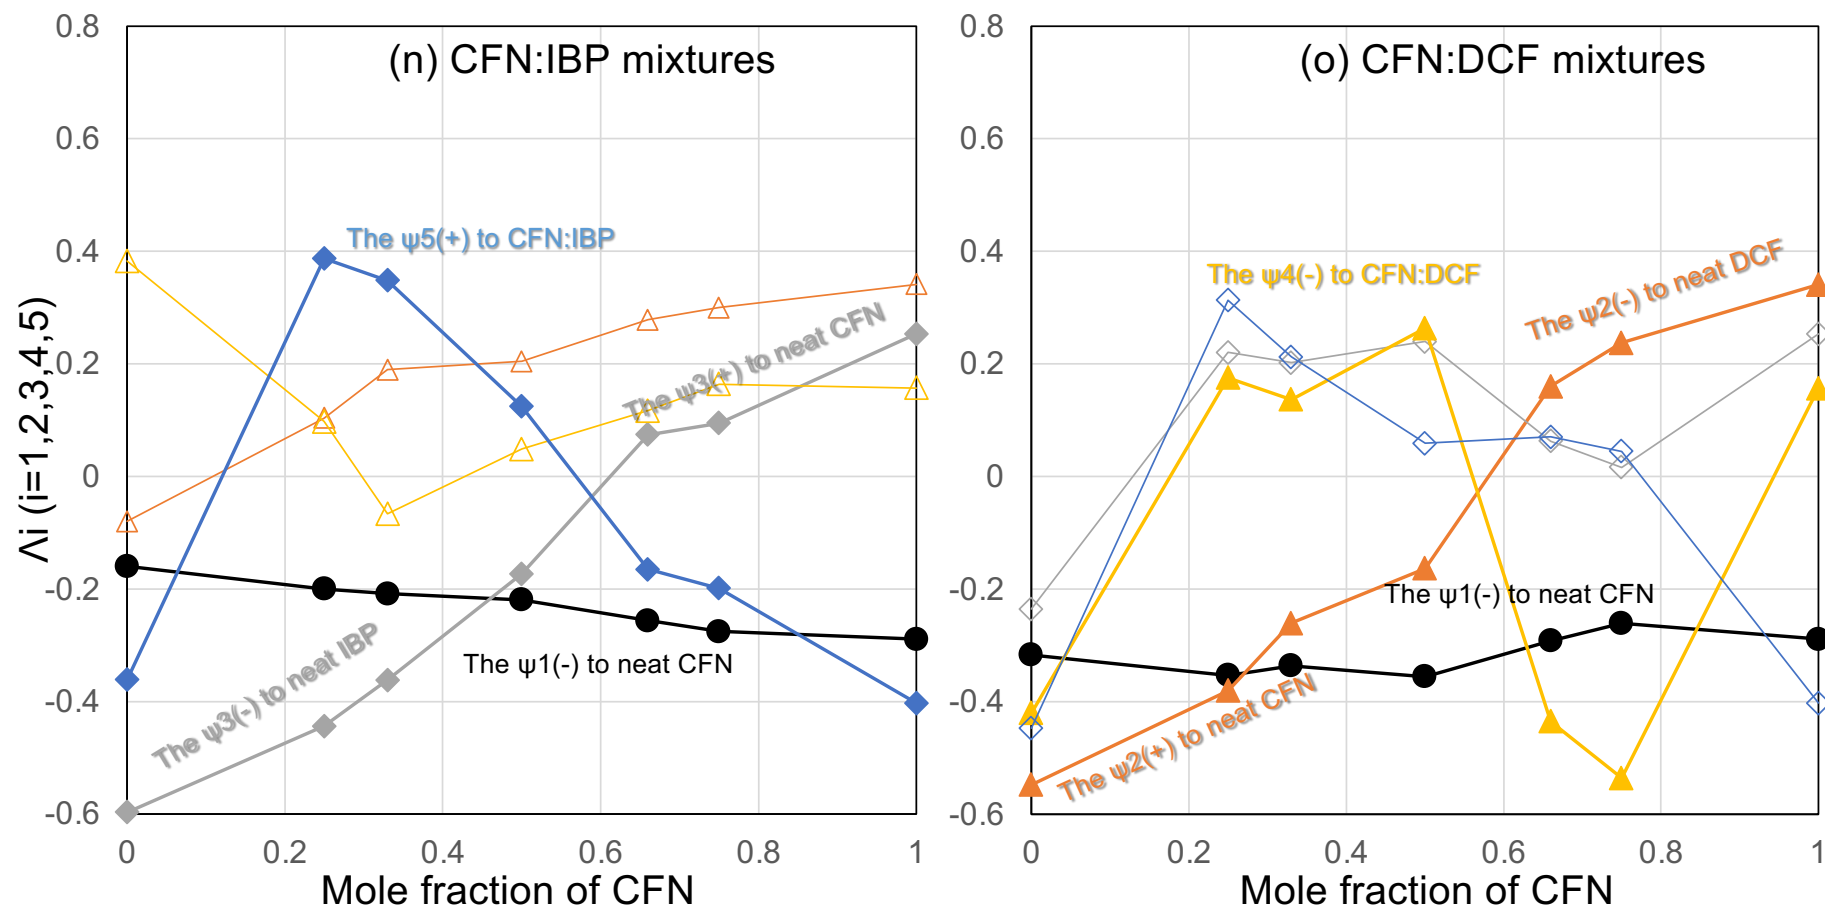 (n) CFN:IBP mixtures
0.8
0.6
0.4
0.2
0
-0.2
-0.4
-0.6
Λi (i=1,2,3,4,5)
The ψ5(+) to CFN:IBP
The ψ3(+) to neat CFN
The ψ3(-) to neat IBP
The ψ1(-) to neat CFN
0 0.2 0.4 0.6 0.8 1
Mole fraction of CFN
(o) CFN:DCF mixtures
0.8
0.6
0.4
0.2
0
-0.2
-0.4
-0.6
The ψ4(-) to CFN:DCF
The ψ2(-) to neat DCF
The ψ1(-) to neat CFN
The ψ2(+) to neat CFN
0 0.2 0.4 0.6 0.8 1
Mole fraction of CFN